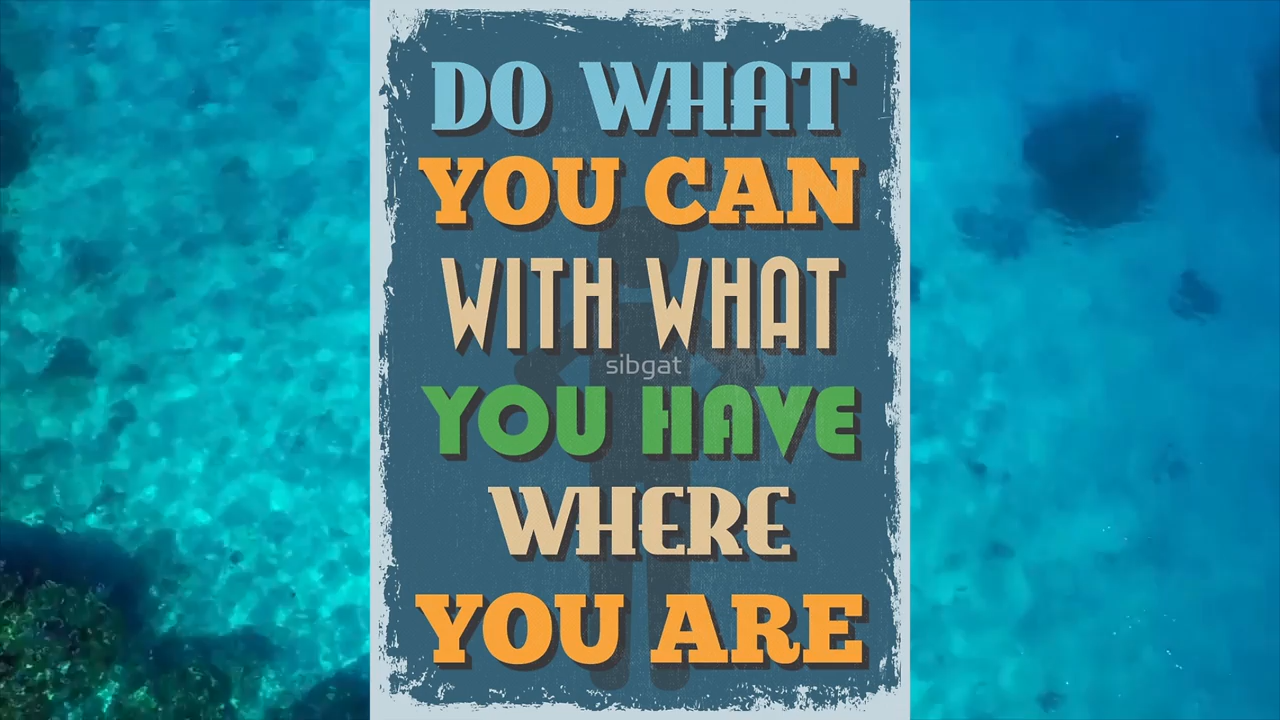 DO WHAT
YOU CAN
WITH WHAT
sibgat
YOU HAVE
WHERE
YOU ARE